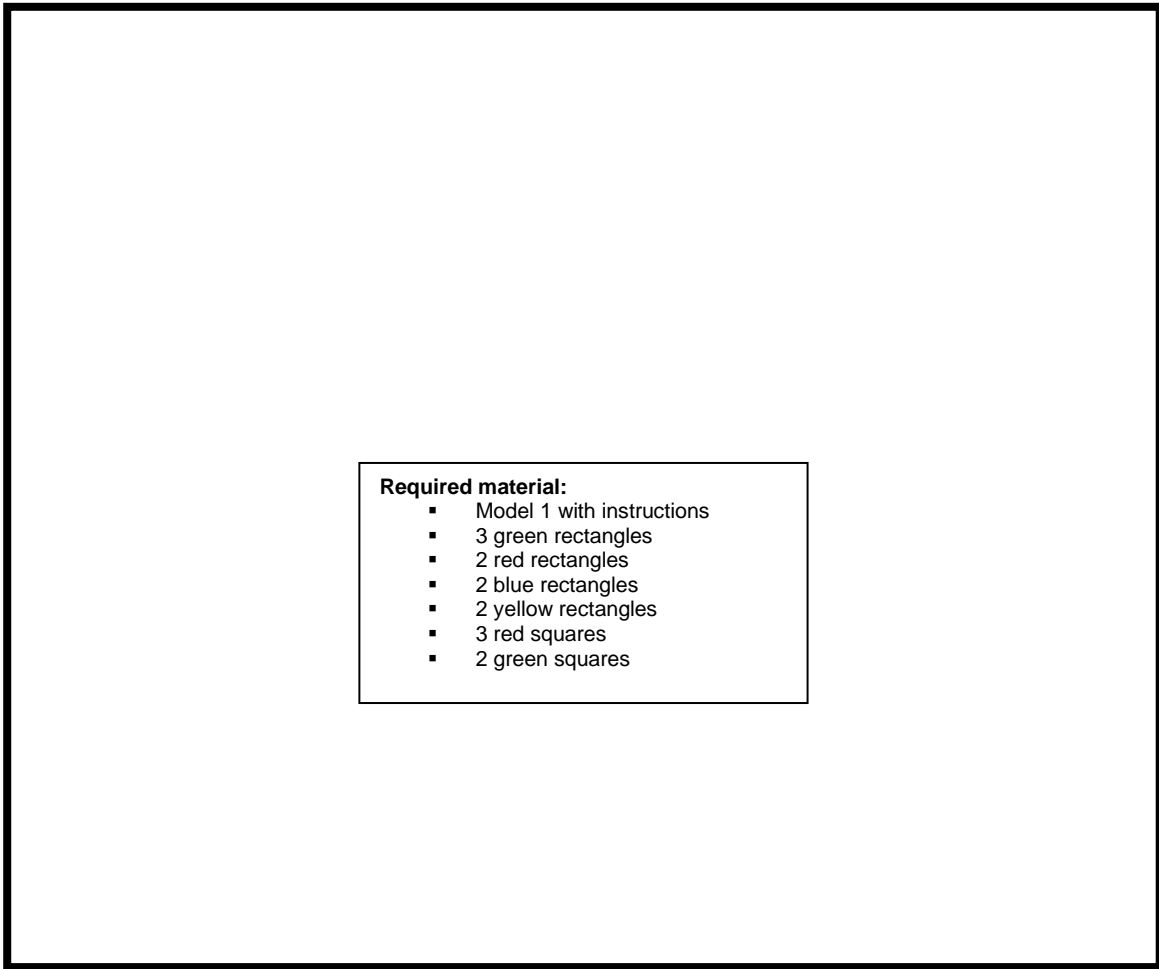 Required material:
▪ Model 1 with instructions
▪ 3 green rectangles
▪ 2 red rectangles
▪ 2 blue rectangles
▪ 2 yellow rectangles
▪ 3 red squares
▪ 2 green squares